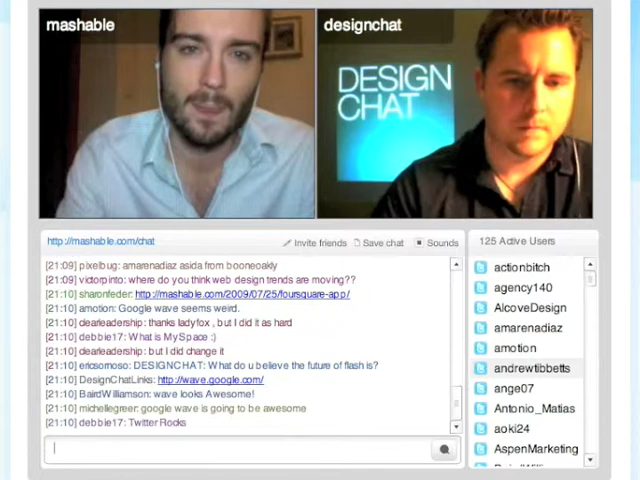 mashable
designchat
DESIGN
CHAT
http://mashable.com/chat
Invite friends
Save chat
Sounds
125 Active Users
[21:09] pixelbug: amarenadiaz asida from booneoakly
[21:09] victorpinto: where do you think web design trends are moving??
[21:10] sharonfeder: http://mashable.com/2009/07/25/foursquare-app/
[21:10] amotion: Google wave seems weird.
[21:10] clearleadership: thanks ladyfox , but I did it as hard
[21:10] debbie17: What is MySpace :)
[21:10] clearleadership: but I did change it
[21:10] ericsomoso: DESIGNCHAT: What do u believe the future of flash is?
[21:10] DesignChatLinks: http://wave.google.com/
[21:10] BairdWilliamson: wave looks Awesome!
[21:10] michellegreer: google wave is going to be awesome
[21:10] debbie17: Twitter Rocks
actionbitch
agency140
AlcoveDesign
amarenadiaz
amotion
andrewtibbetts
ange07
Antonio_Matias
aoki24
AspenMarketing